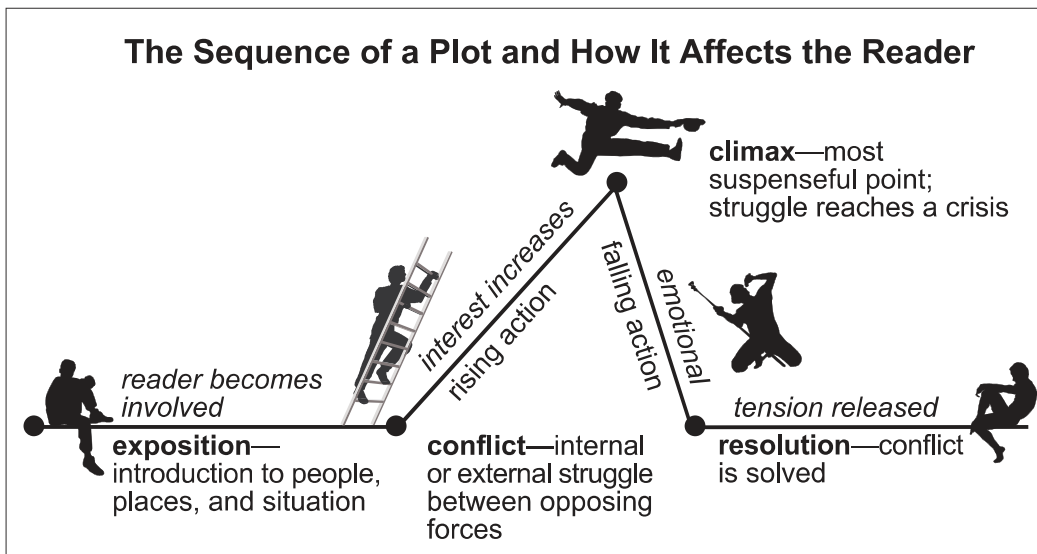 The Sequence of a Plot and How It Affects the Reader
climax—most
suspenseful point;
struggle reaches a crisis
interest increases
rising action
emotional
falling action
reader becomes
involved
exposition—
introduction to people,
places, and situation
conflict—internal
or external struggle
between opposing
forces
tension released
resolution—conflict
is solved